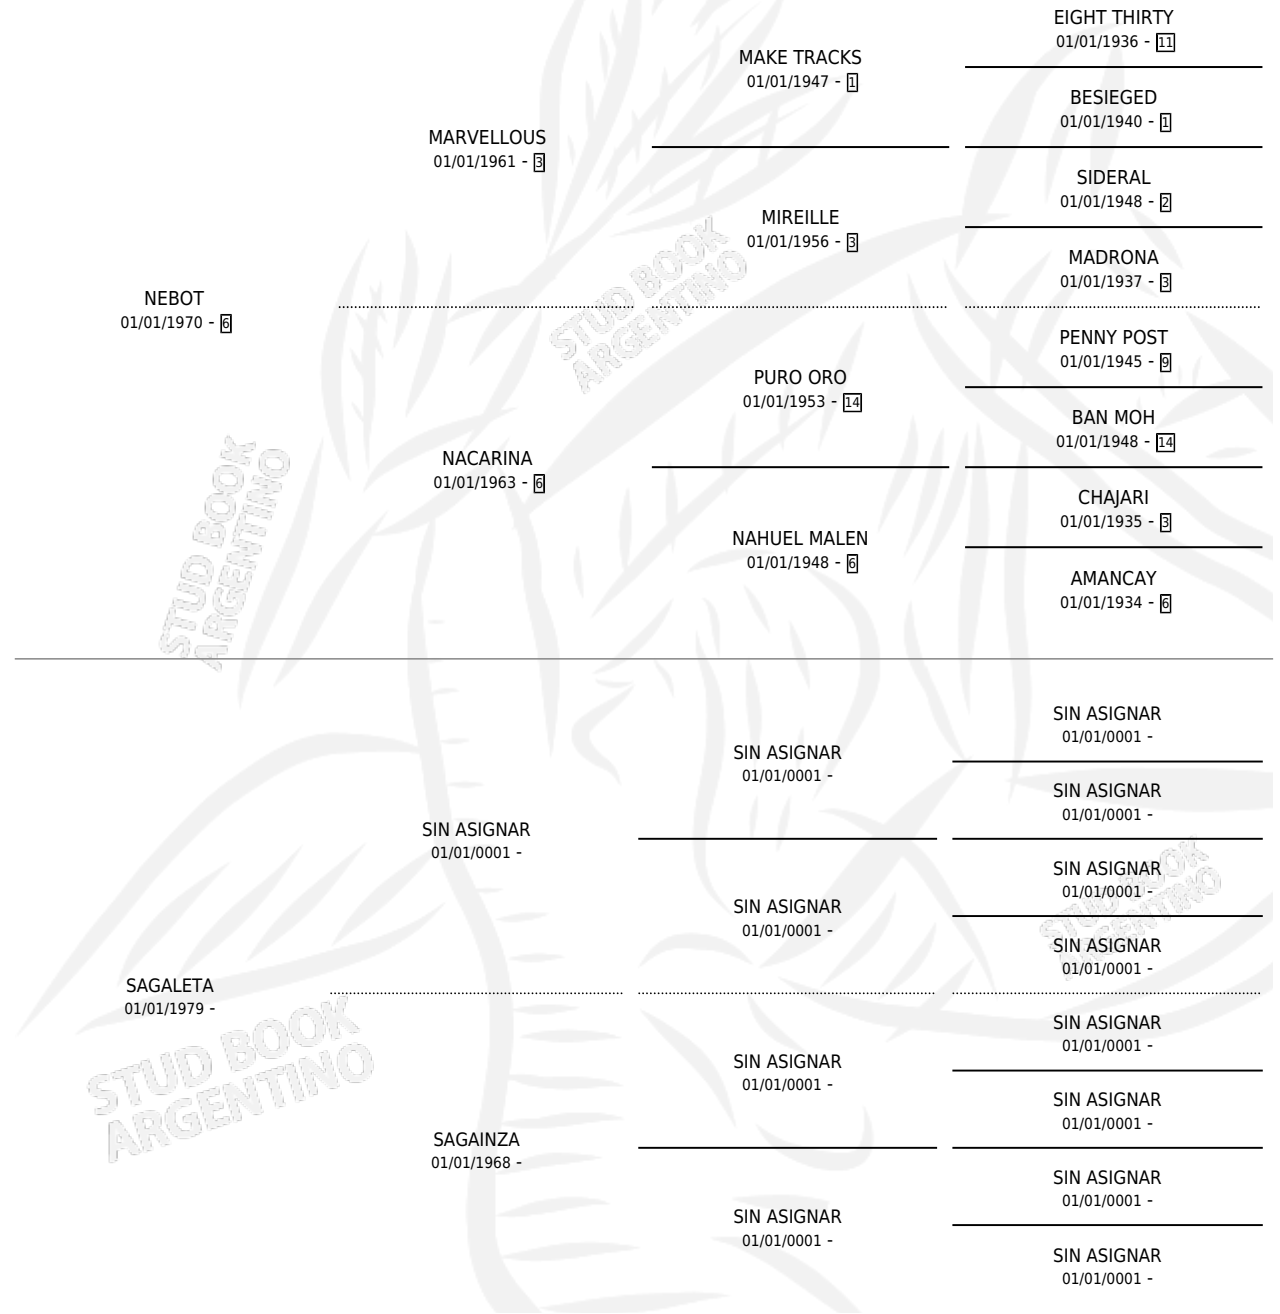 EIGHT THIRTY
01/01/1936 - 11
MAKE TRACKS
01/01/1947 - 1
BESIEGED
01/01/1940 - 1
MARVELLOUS
01/01/1961 - 3
SIDERAL
01/01/1948 - 2
MIREILLE
01/01/1956 - 3
MADRONA
01/01/1937 - 3
NEBOT
01/01/1970 - 6
PENNY POST
01/01/1945 - 9
PURO ORO
01/01/1953 - 14
BAN MOH
01/01/1948 - 14
NACARINA
01/01/1963 - 6
CHAJARI
01/01/1935 - 3
NAHUEL MALEN
01/01/1948 - 6
AMANCAY
01/01/1934 - 6
STUD BOOK
ARGENTINO
STUD BOOK
ARGENTINO
SIN ASIGNAR
01/01/0001 -
SIN ASIGNAR
01/01/0001 -
SIN ASIGNAR
01/01/0001 -
SIN ASIGNAR
01/01/0001 -
SIN ASIGNAR
01/01/0001 -
SIN ASIGNAR
01/01/0001 -
SIN ASIGNAR
01/01/0001 -
STUD BOOK
ARGENTINO
SAGALETA
01/01/1979 -
SIN ASIGNAR
01/01/0001 -
SIN ASIGNAR
01/01/0001 -
SIN ASIGNAR
01/01/0001 -
SAGAINZA
01/01/1968 -
SIN ASIGNAR
01/01/0001 -
SIN ASIGNAR
01/01/0001 -
SIN ASIGNAR
01/01/0001 -
STUD BOOK
ARGENTINO